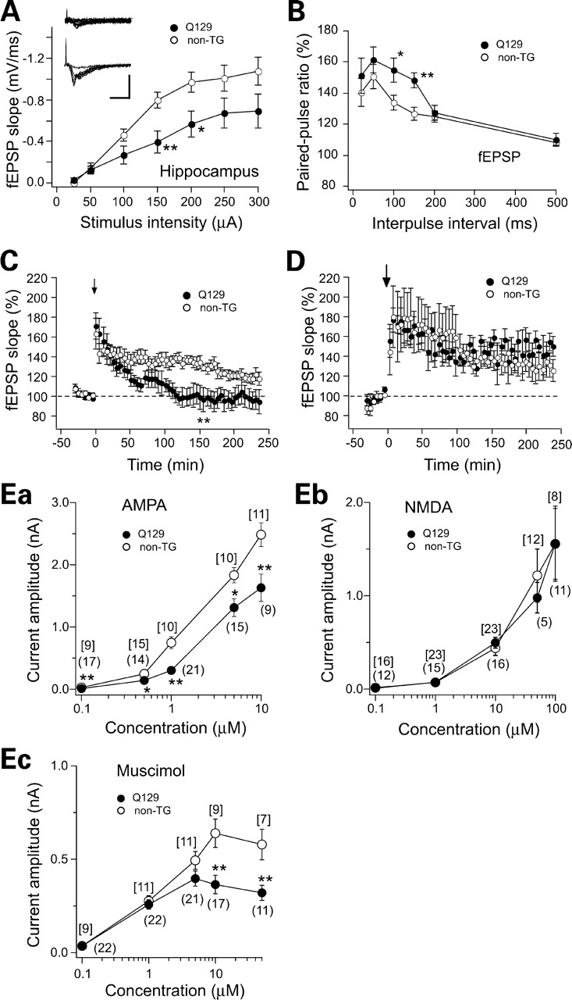 A
Q129
non-TG
fEPSP slope (mV/ms)
-1.2
-0.8
-0.4
0.0
**
*
Hippocampus
0 50 100 150 200 250 300
Stimulus intensity (μA)
B
Q129
non-TG
Paired-pulse ratio (%)
180
160
140
120
100
80
*
**
fEPSP
0 100 200 300 400 500
Interpulse interval (ms)
C
Q129
non-TG
fEPSP slope (%)
220
200
180
160
140
120
100
80
**
-50 0 50 100 150 200 250
Time (min)
D
Q129
non-TG
fEPSP slope (%)
220
200
180
160
140
120
100
80
-50 0 50 100 150 200 250
Time (min)
Ea
AMPA
Q129
non-TG
Current amplitude (nA)
3.0
2.0
1.0
0.0
[9]
(17)
**
[15]
(14)
*
[10]
(21)
**
[10]
*
(15)
[11]
**
(9)
0.1 1 10
Concentration (μM)
Eb
NMDA
Q129
non-TG
Current amplitude (nA)
2.0
1.0
0.0
[16]
(12)
[23]
(15)
[23]
(16)
[12]
(5)
[8]
(11)
0.1 1 10 100
Concentration (μM)
Ec
Muscimol
Q129
non-TG
Current amplitude (nA)
1.0
0.5
0.0
[9]
(22)
[11]
(22)
[11]
(21)
[9]
**
(17)
[7]
**
(11)
0.1 1 10
Concentration (μM)